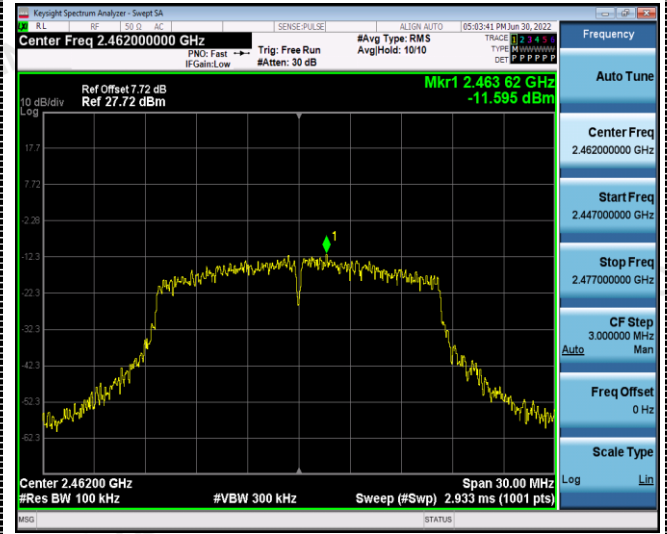 Keysight Spectrum Analyzer - Swept SA
RL RF 50 Ω AC SENSE:PULSE ALIGN AUTO 05:03:41 PM Jun 30, 2022
Center Freq 2.462000000 GHz
PNO: Fast
IFGain:Low
Trig: Free Run
#Atten: 30 dB
#Avg Type: RMS
Avg|Hold: 10/10
TRACE 1 2 3 4 5 6
TYPE M W W W W W
DET P P P P P P
Frequency
Auto Tune
Center Freq
2.462000000 GHz
Start Freq
2.447000000 GHz
Stop Freq
2.477000000 GHz
CF Step
3.000000 MHz
Auto Man
Freq Offset
0 Hz
Scale Type
Log Lin
Mkr1 2.463 62 GHz
-11.595 dBm
Ref Offset 7.72 dB
10 dB/div Ref 27.72 dBm
Log
17.7
7.72
-2.28
-12.3
-22.3
-32.3
-42.3
-52.3
-62.3
1
Center 2.46200 GHz Span 30.00 MHz
#Res BW 100 kHz #VBW 300 kHz Sweep (#Swp) 2.933 ms (1001 pts)
MSG STATUS